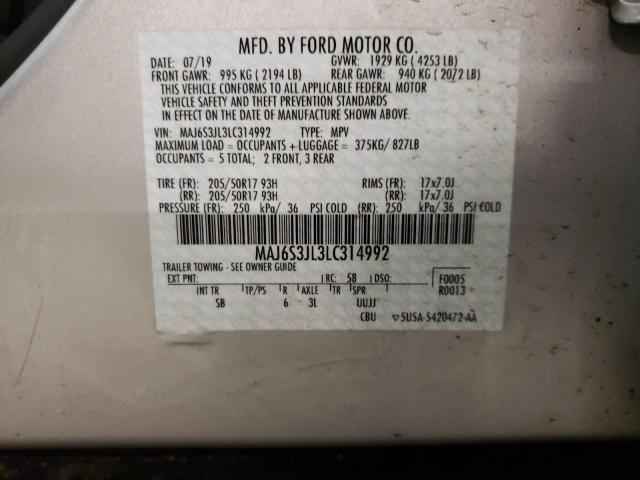 MFD. BY FORD MOTOR CO.
DATE: 07/19 GVWR: 1929 KG ( 4253 LB)
FRONT GAWR: 995 KG ( 2194 LB) REAR GAWR: 940 KG ( 2072 LB)
THIS VEHICLE CONFORMS TO ALL APPLICABLE FEDERAL MOTOR
VEHICLE SAFETY AND THEFT PREVENTION STANDARDS
IN EFFECT ON THE DATE OF MANUFACTURE SHOWN ABOVE.
VIN: MAJ6S3JL3LC314992 TYPE: MPV
MAXIMUM LOAD = OCCUPANTS + LUGGAGE = 375KG/ 827LB
OCCUPANTS = 5 TOTAL; 2 FRONT, 3 REAR
TIRE (FR): 205/50R17 93H RIMS (FR): 17x7.0J
(RR): 205/50R17 93H (RR): 17x7.0J
PRESSURE (FR): 250 kPa/ 36 PSI COLD (RR): 250 kPa/ 36 PSI COLD
MAJ6S3JL3LC314992
TRAILER TOWING - SEE OWNER GUIDE
EXT PNT: RC: 58 DSO: F0005
INT TR TP/PS R AXLE TR SPR R0013
SB 6 3L UUJJ
CBU ▽5U5A-5420472-AA